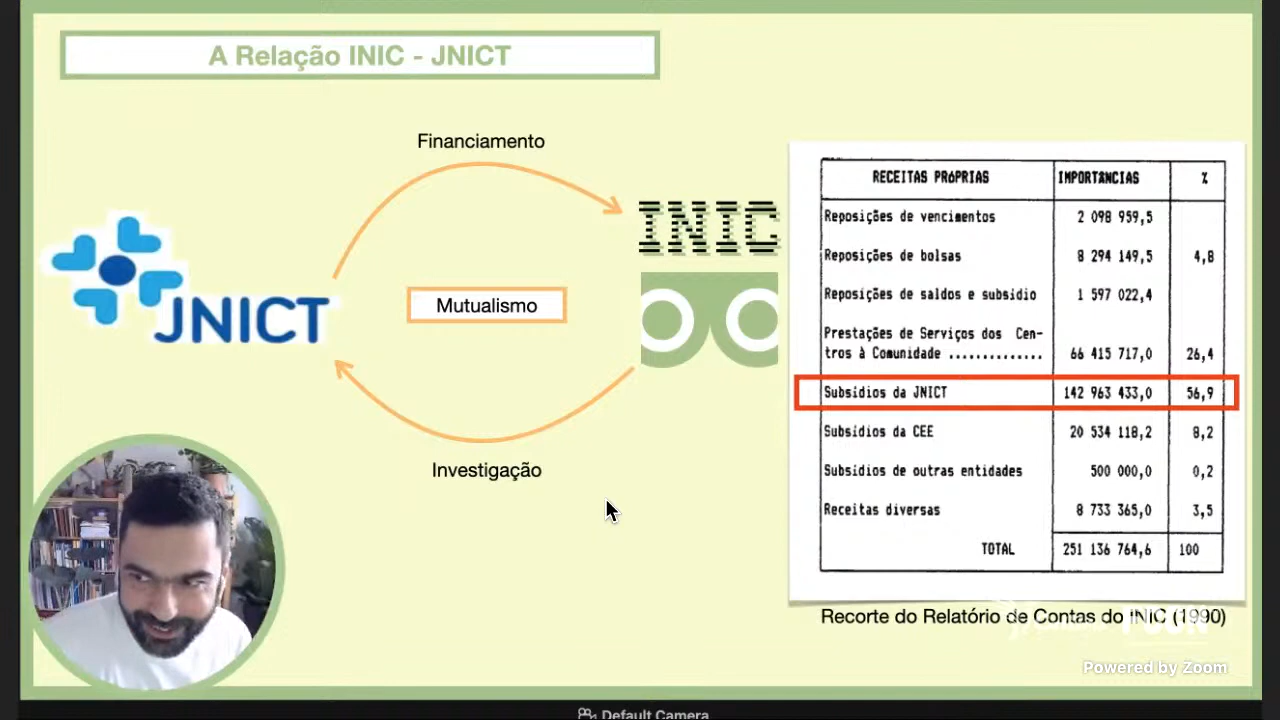 A Relação INIC - JNICT
Financiamento
INIC
JNICT
Mutualismo
Investigação
RECEITAS PRÓPRIAS IMPORTÂNCIAS %
Reposições de vencimentos 2 098 959,5
Reposições de bolsas 8 294 149,5 4,8
Reposições de saldos e subsidio 1 597 022,4
Prestações de Serviços dos Cen-
tros à Comunidade .............. 66 415 717,0 26,4
Subsídios da JNICT 142 963 433,0 56,9
Subsídios da CEE 20 534 118,2 8,2
Subsídios de outras entidades 500 000,0 0,2
Receitas diversas 8 733 365,0 3,5
TOTAL 251 136 764,6 100
Recorte do Relatório de Contas do INIC (1990)
Powered by Zoom
Default Camera